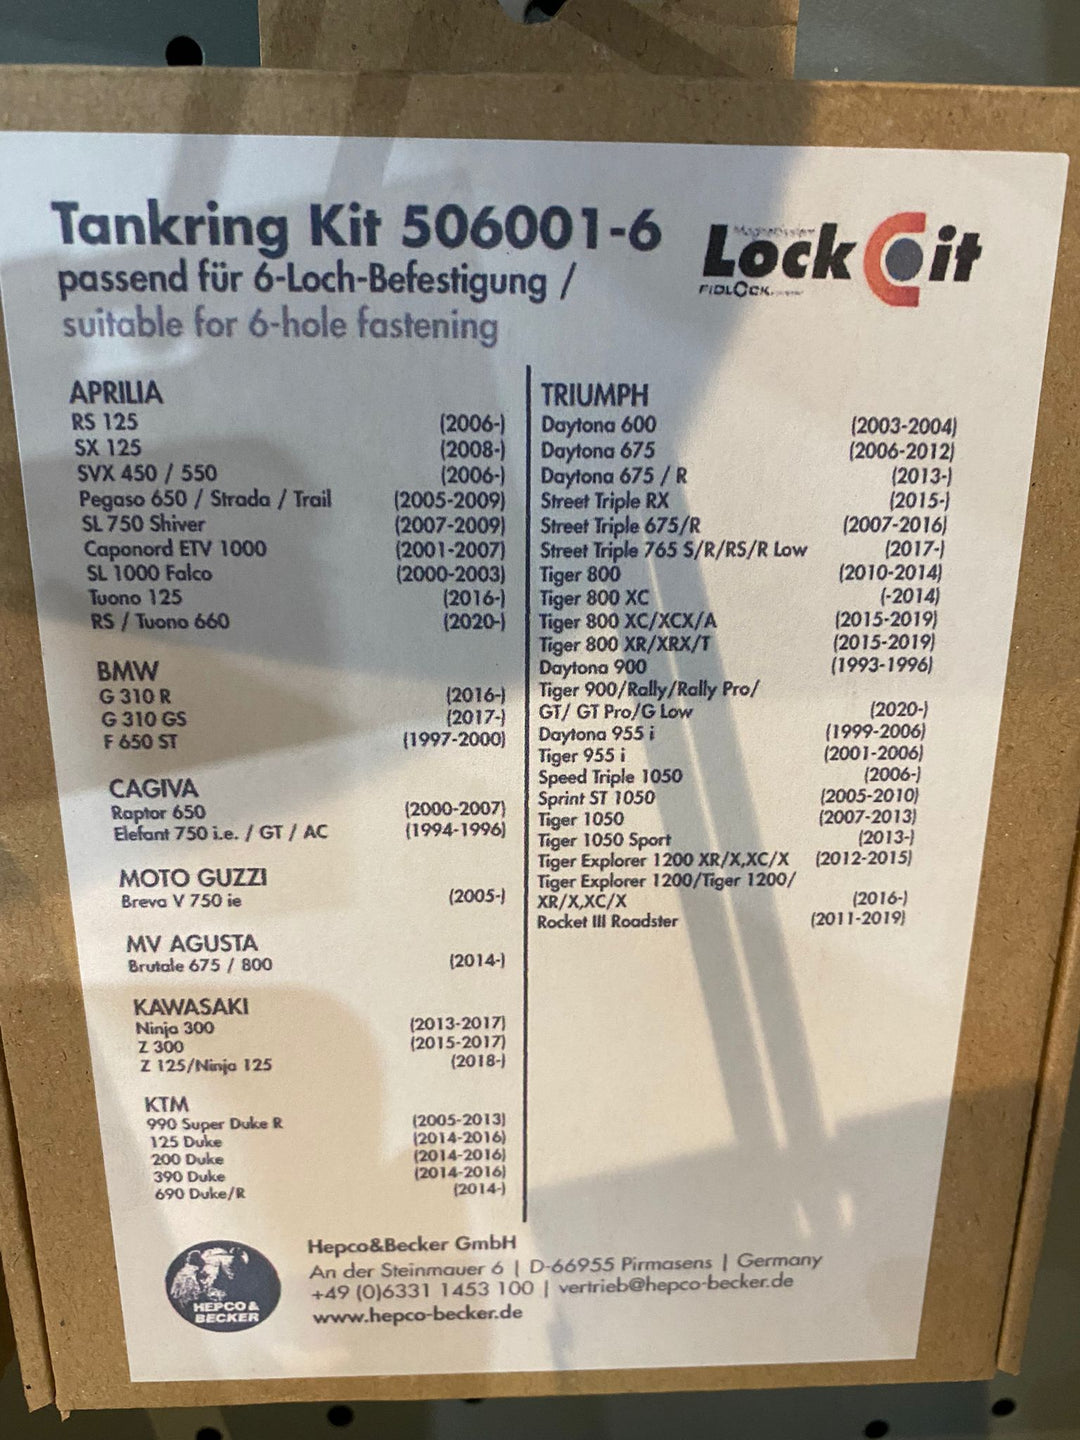 Tankring Kit 506001-6
passend für 6-Loch-Befestigung /
suitable for 6-hole fastening
Lock it
FIDLOCK
APRILIA
RS 125 (2006-)
SX 125 (2008-)
SVX 450 / 550 (2006-)
Pegaso 650 / Strada / Trail (2005-2009)
SL 750 Shiver (2007-2009)
Caponord ETV 1000 (2001-2007)
SL 1000 Falco (2000-2003)
Tuono 125 (2016-)
RS / Tuono 660 (2020-)
BMW
G 310 R (2016-)
G 310 GS (2017-)
F 650 ST (1997-2000)
CAGIVA
Raptor 650 (2000-2007)
Elefant 750 i.e. / GT / AC (1994-1996)
MOTO GUZZI
Breva V 750 ie (2005-)
MV AGUSTA
Brutale 675 / 800 (2014-)
KAWASAKI
Ninja 300 (2013-2017)
Z 300 (2015-2017)
Z 125/Ninja 125 (2018-)
KTM
990 Super Duke R (2005-2013)
125 Duke (2014-2016)
200 Duke (2014-2016)
390 Duke (2014-2016)
690 Duke/R (2014-)
TRIUMPH
Daytona 600 (2003-2004)
Daytona 675 (2006-2012)
Daytona 675 / R (2013-)
Street Triple RX (2015-)
Street Triple 675/R (2007-2016)
Street Triple 765 S/R/RS/R Low (2017-)
Tiger 800 (2010-2014)
Tiger 800 XC (-2014)
Tiger 800 XC/XCX/A (2015-2019)
Tiger 800 XR/XRX/T (2015-2019)
Daytona 900 (1993-1996)
Tiger 900/Rally/Rally Pro/
GT/ GT Pro/G Low (2020-)
Daytona 955 i (1999-2006)
Tiger 955 i (2001-2006)
Speed Triple 1050 (2006-)
Sprint ST 1050 (2005-2010)
Tiger 1050 (2007-2013)
Tiger 1050 Sport (2013-)
Tiger Explorer 1200 XR/X,XC/X (2012-2015)
Tiger Explorer 1200/Tiger 1200/
XR/X,XC/X (2016-)
Rocket III Roadster (2011-2019)
HEPCO &
BECKER
Hepco&Becker GmbH
An der Steinmauer 6 | D-66955 Pirmasens | Germany
+49 (0)6331 1453 100 | vertrieb@hepco-becker.de
www.hepco-becker.de